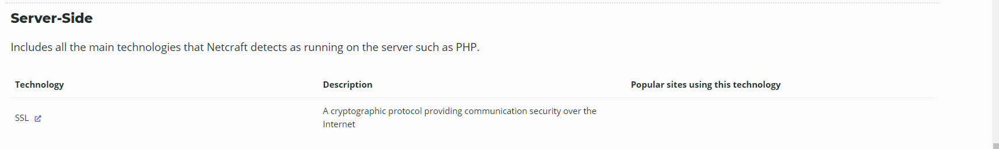 Server-Side
Includes all the main technologies that Netcraft detects as running on the server such as PHP.
Technology Description Popular sites using this technology
SSL A cryptographic protocol providing communication security over the
Internet